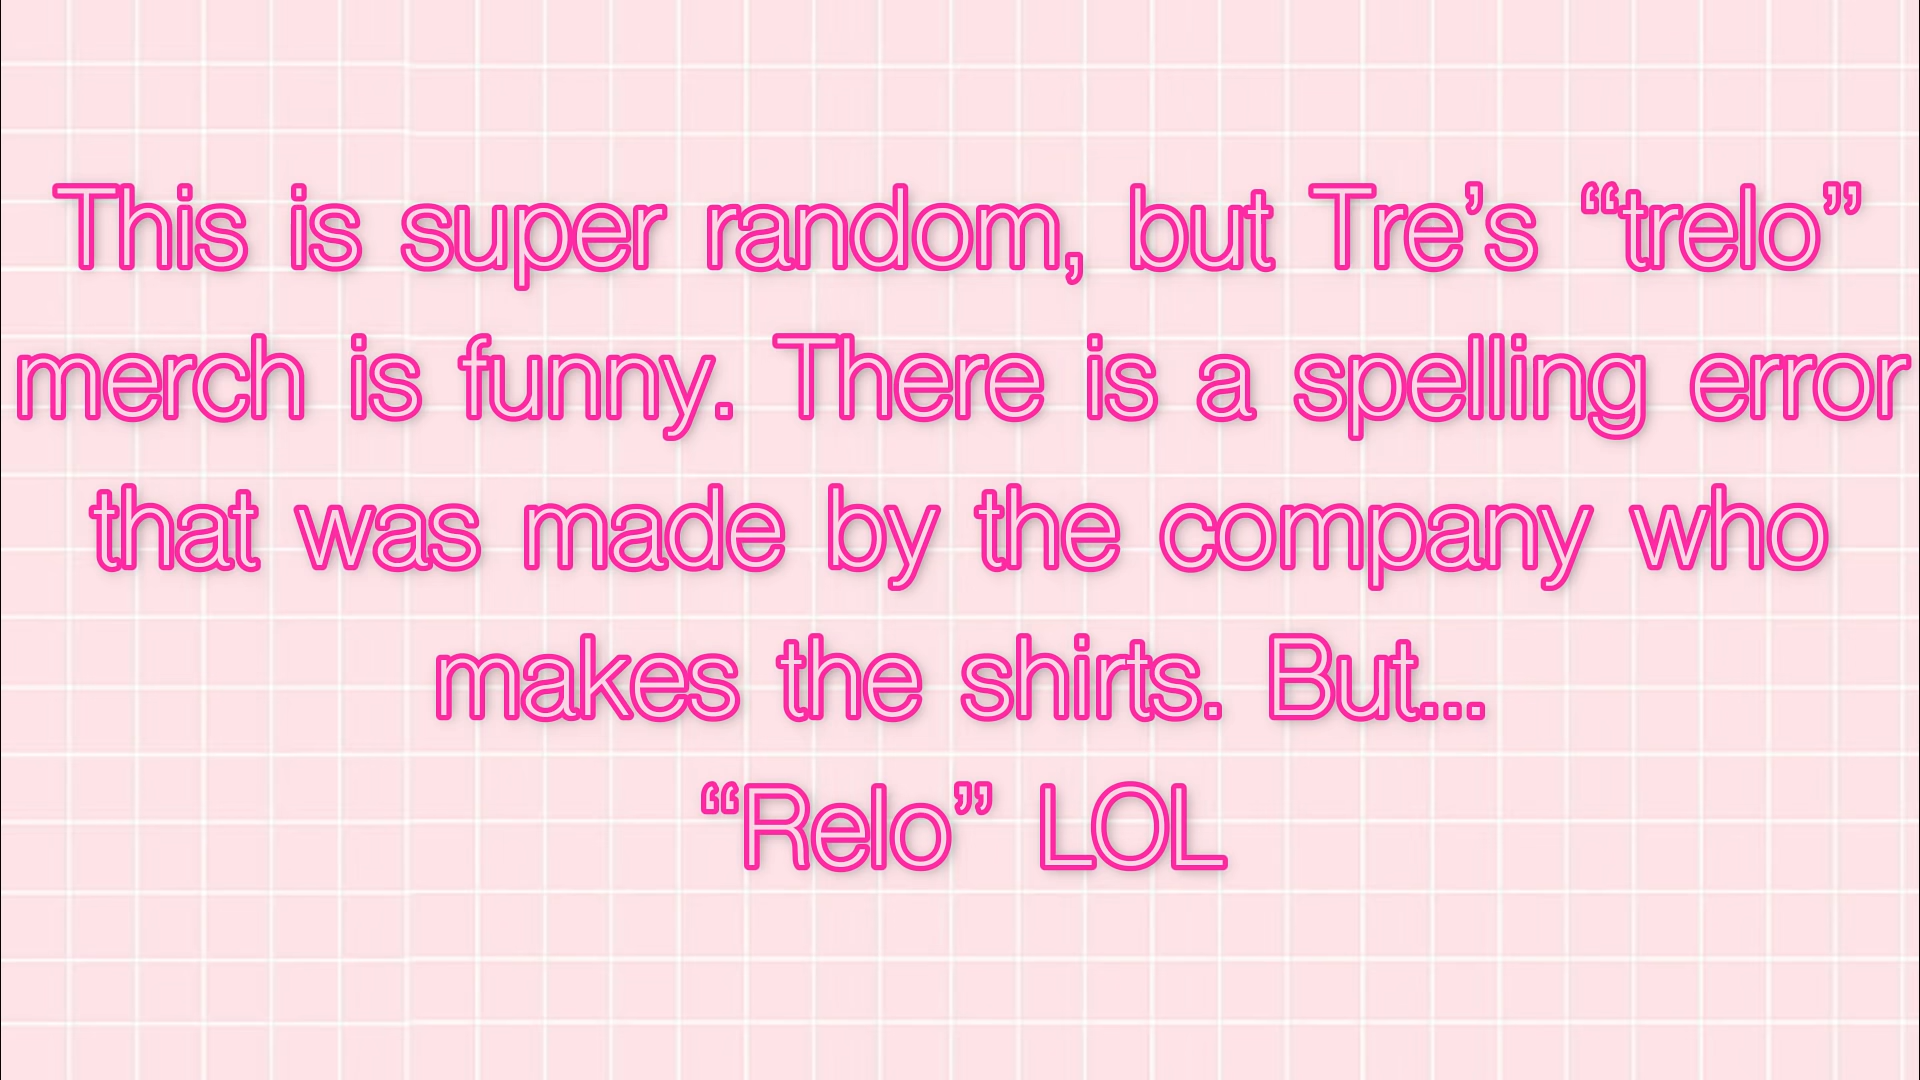 This is super random, but Tre’s “trelo”
merch is funny. There is a spelling error
that was made by the company who
makes the shirts. But...
“Relo” LOL